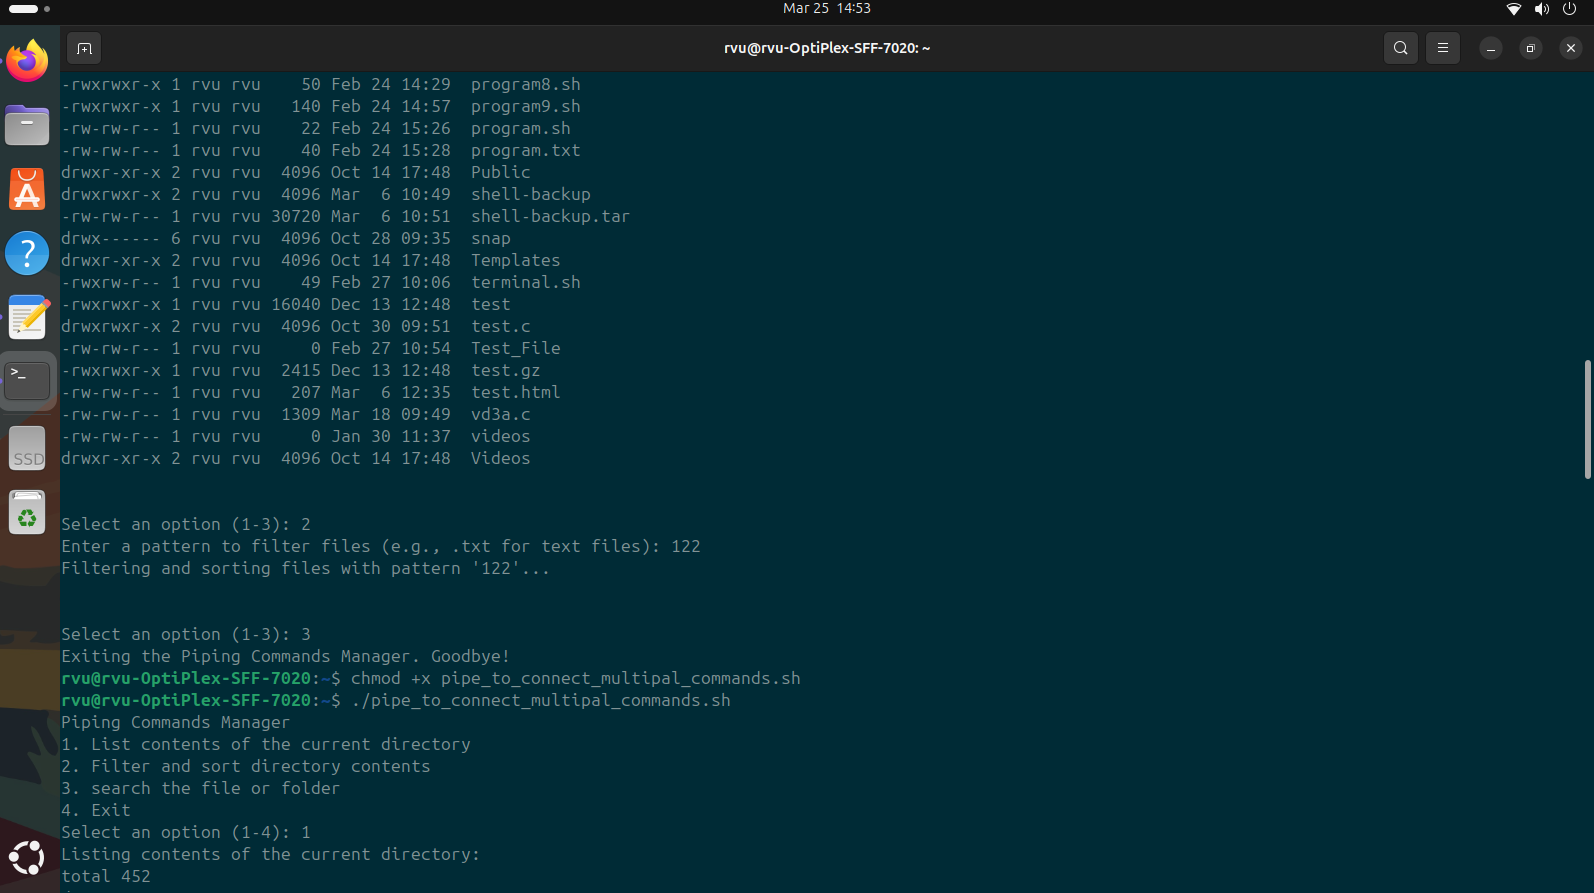 Mar 25 14:53
rvu@rvu-OptiPlex-SFF-7020: ~
-rwxrwxr-x 1 rvu rvu    50 Feb 24 14:29  program8.sh
-rwxrwxr-x 1 rvu rvu   140 Feb 24 14:57  program9.sh
-rw-rw-r-- 1 rvu rvu    22 Feb 24 15:26  program.sh
-rw-rw-r-- 1 rvu rvu    40 Feb 24 15:28  program.txt
drwxr-xr-x 2 rvu rvu  4096 Oct 14 17:48  Public
drwxrwxr-x 2 rvu rvu  4096 Mar  6 10:49  shell-backup
-rw-rw-r-- 1 rvu rvu 30720 Mar  6 10:51  shell-backup.tar
drwx------ 6 rvu rvu  4096 Oct 28 09:35  snap
drwxr-xr-x 2 rvu rvu  4096 Oct 14 17:48  Templates
-rwxrwxr-- 1 rvu rvu    49 Feb 27 10:06  terminal.sh
-rwxrwxr-x 1 rvu rvu 16040 Dec 13 12:48  test
drwxrwxr-x 2 rvu rvu  4096 Oct 30 09:51  test.c
-rw-rw-r-- 1 rvu rvu     0 Feb 27 10:54  Test_File
-rwxrwxr-x 1 rvu rvu  2415 Dec 13 12:48  test.gz
-rw-rw-r-- 1 rvu rvu   207 Mar  6 12:35  test.html
-rw-rw-r-- 1 rvu rvu  1309 Mar 18 09:49  vd3a.c
-rw-rw-r-- 1 rvu rvu     0 Jan 30 11:37  videos
drwxr-xr-x 2 rvu rvu  4096 Oct 14 17:48  Videos
Select an option (1-3): 2
Enter a pattern to filter files (e.g., .txt for text files): 122
Filtering and sorting files with pattern '122'...
Select an option (1-3): 3
Exiting the Piping Commands Manager. Goodbye!
rvu@rvu-OptiPlex-SFF-7020:~$ chmod +x pipe_to_connect_multipal_commands.sh
rvu@rvu-OptiPlex-SFF-7020:~$ ./pipe_to_connect_multipal_commands.sh
Piping Commands Manager
1. List contents of the current directory
2. Filter and sort directory contents
3. search the file or folder
4. Exit
Select an option (1-4): 1
Listing contents of the current directory:
total 452
>_
SSD